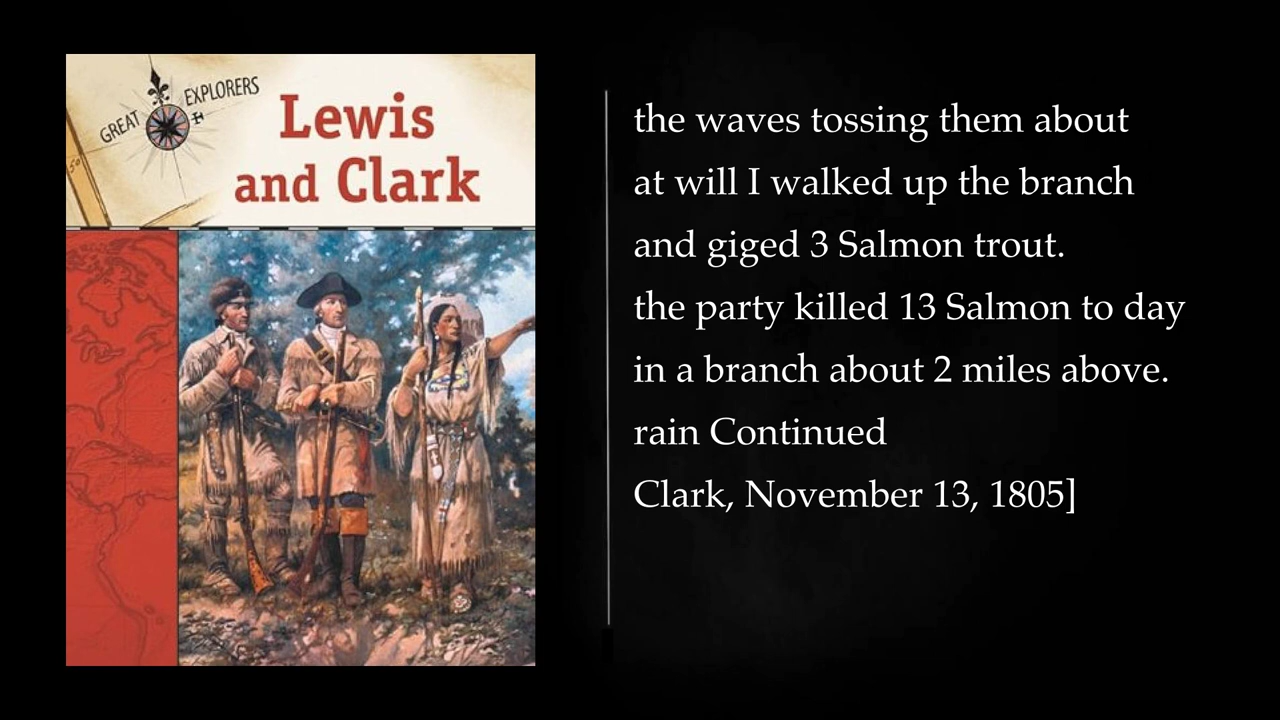 GREAT EXPLORERS
Lewis
and Clark
50
the waves tossing them about
at will I walked up the branch
and giged 3 Salmon trout.
the party killed 13 Salmon to day
in a branch about 2 miles above.
rain Continued
Clark, November 13, 1805]